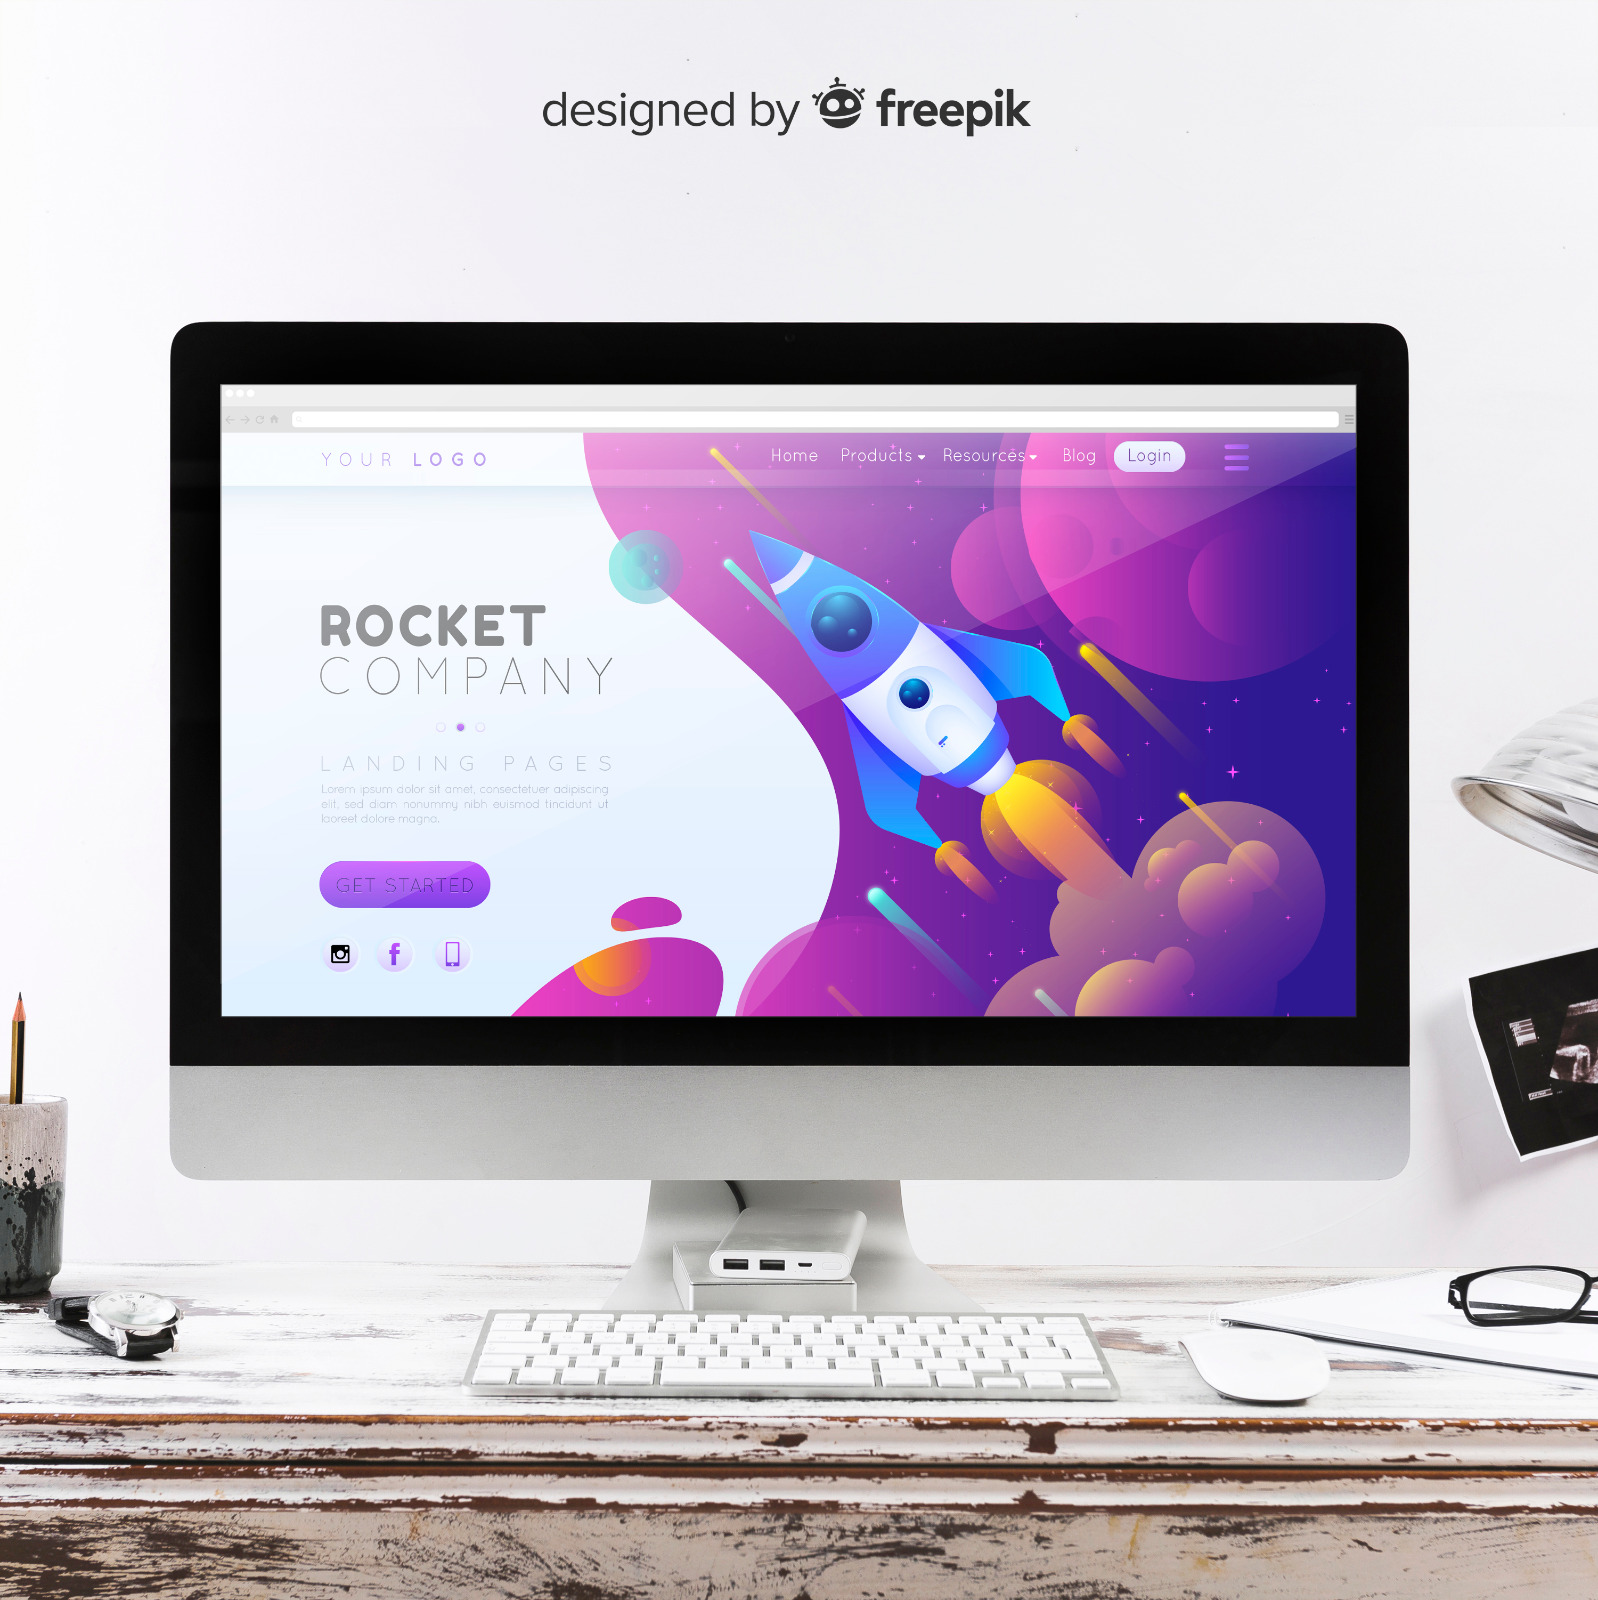 designed by freepik
YOUR LOGO
Home Products Resources Blog Login
ROCKET
COMPANY
LANDING PAGES
Lorem ipsum dolor sit amet, consectetuer adipiscing
elit, sed diam nonummy nibh euismod tincidunt ut
laoreet dolore magna.
GET STARTED